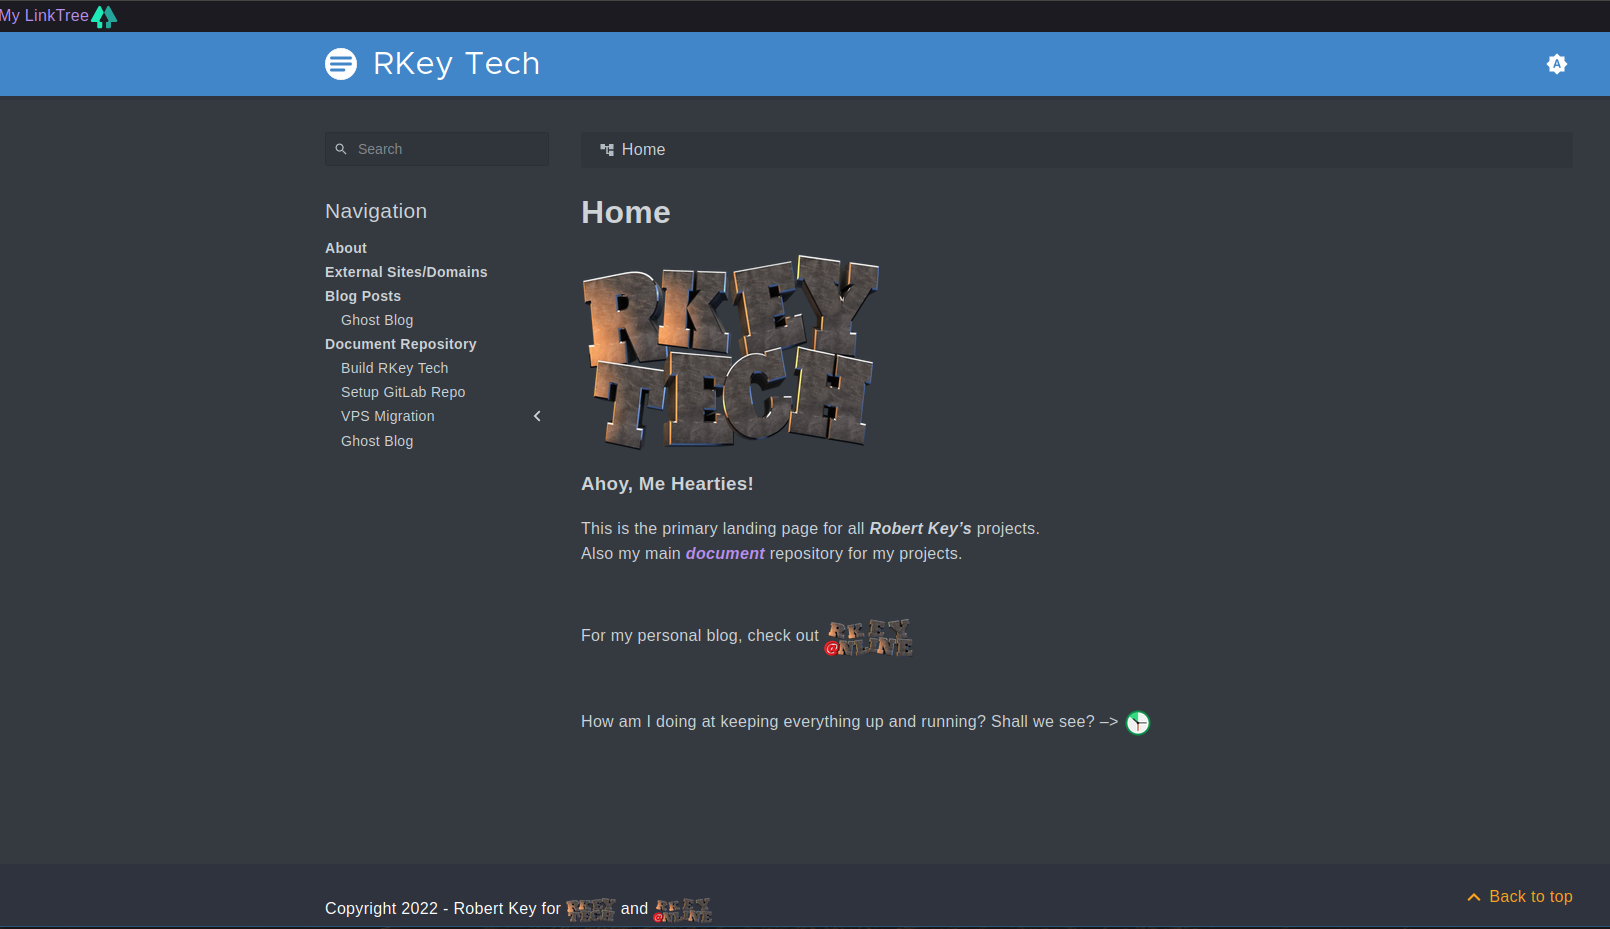 My LinkTree
RKey Tech
A
Search
Home
Navigation
About
External Sites/Domains
Blog Posts
Ghost Blog
Document Repository
Build RKey Tech
Setup GitLab Repo
VPS Migration
Ghost Blog
Home
RKEY
TECH
Ahoy, Me Hearties!
This is the primary landing page for all Robert Key’s projects.
Also my main document repository for my projects.
For my personal blog, check out RKEY
@NLINE
How am I doing at keeping everything up and running? Shall we see? –>
Back to top
Copyright 2022 - Robert Key for RKEY TECH and RKEY @NLINE